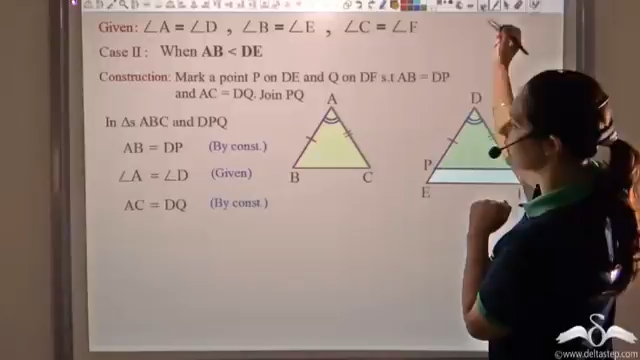 Given: ∠A = ∠D , ∠B = ∠E , ∠C = ∠F
Case II : When AB < DE
Construction: Mark a point P on DE and Q on DF s.t AB = DP
and AC = DQ. Join PQ
In Δs ABC and DPQ
AB = DP (By const.)
∠A = ∠D (Given)
AC = DQ (By const.)
A
B
C
D
P
E
www.deltastep.com